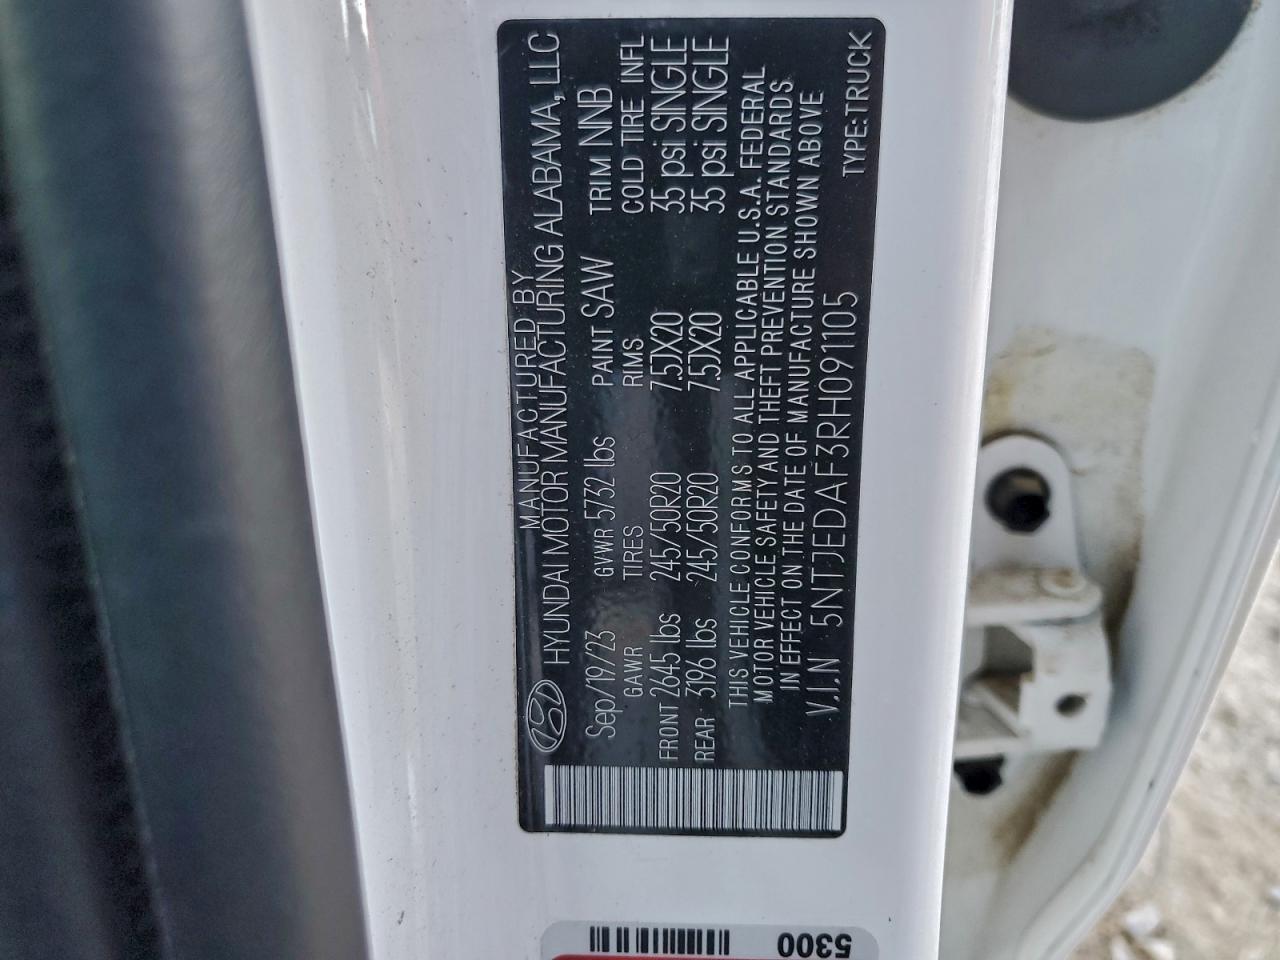 MANUFACTURED BY
HYUNDAI MOTOR MANUFACTURING ALABAMA, LLC
Sep/19/23 GVWR 5732 lbs PAINT SAW TRIM NNB
GAWR TIRES RIMS COLD TIRE INFL
FRONT 2645 lbs 245/50R20 7.5JX20 35 psi SINGLE
REAR 3196 lbs 245/50R20 7.5JX20 35 psi SINGLE
THIS VEHICLE CONFORMS TO ALL APPLICABLE U.S.A. FEDERAL
MOTOR VEHICLE SAFETY AND THEFT PREVENTION STANDARDS
IN EFFECT ON THE DATE OF MANUFACTURE SHOWN ABOVE
V.I.N 5NTJEDAF3RH091105 TYPE:TRUCK
5300